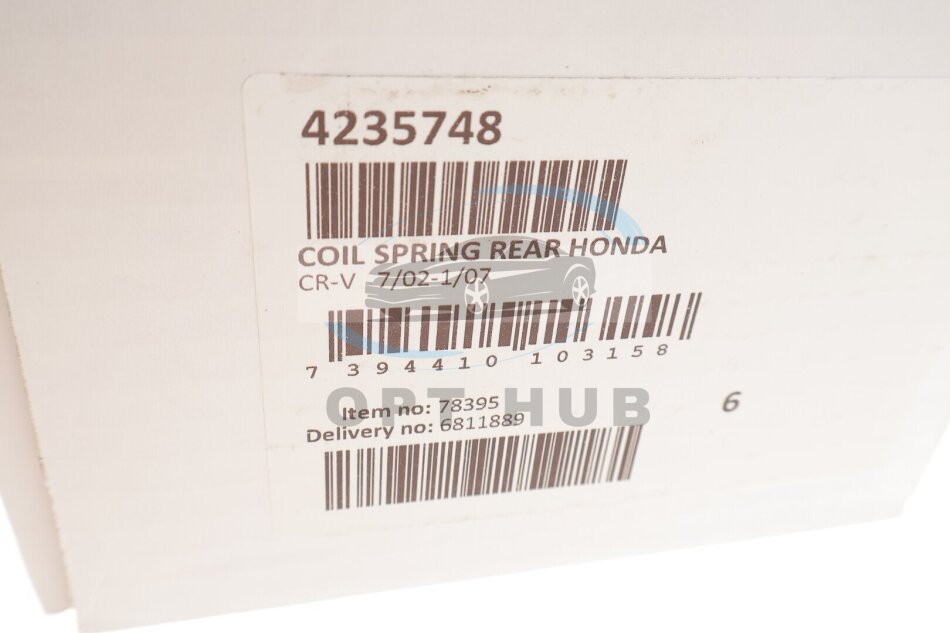 4235748
COIL SPRING REAR HONDA
CR-V 7/02-1/07
7 394410 103158
OPT HUB
Item no: 78395
6
Delivery no: 6811889